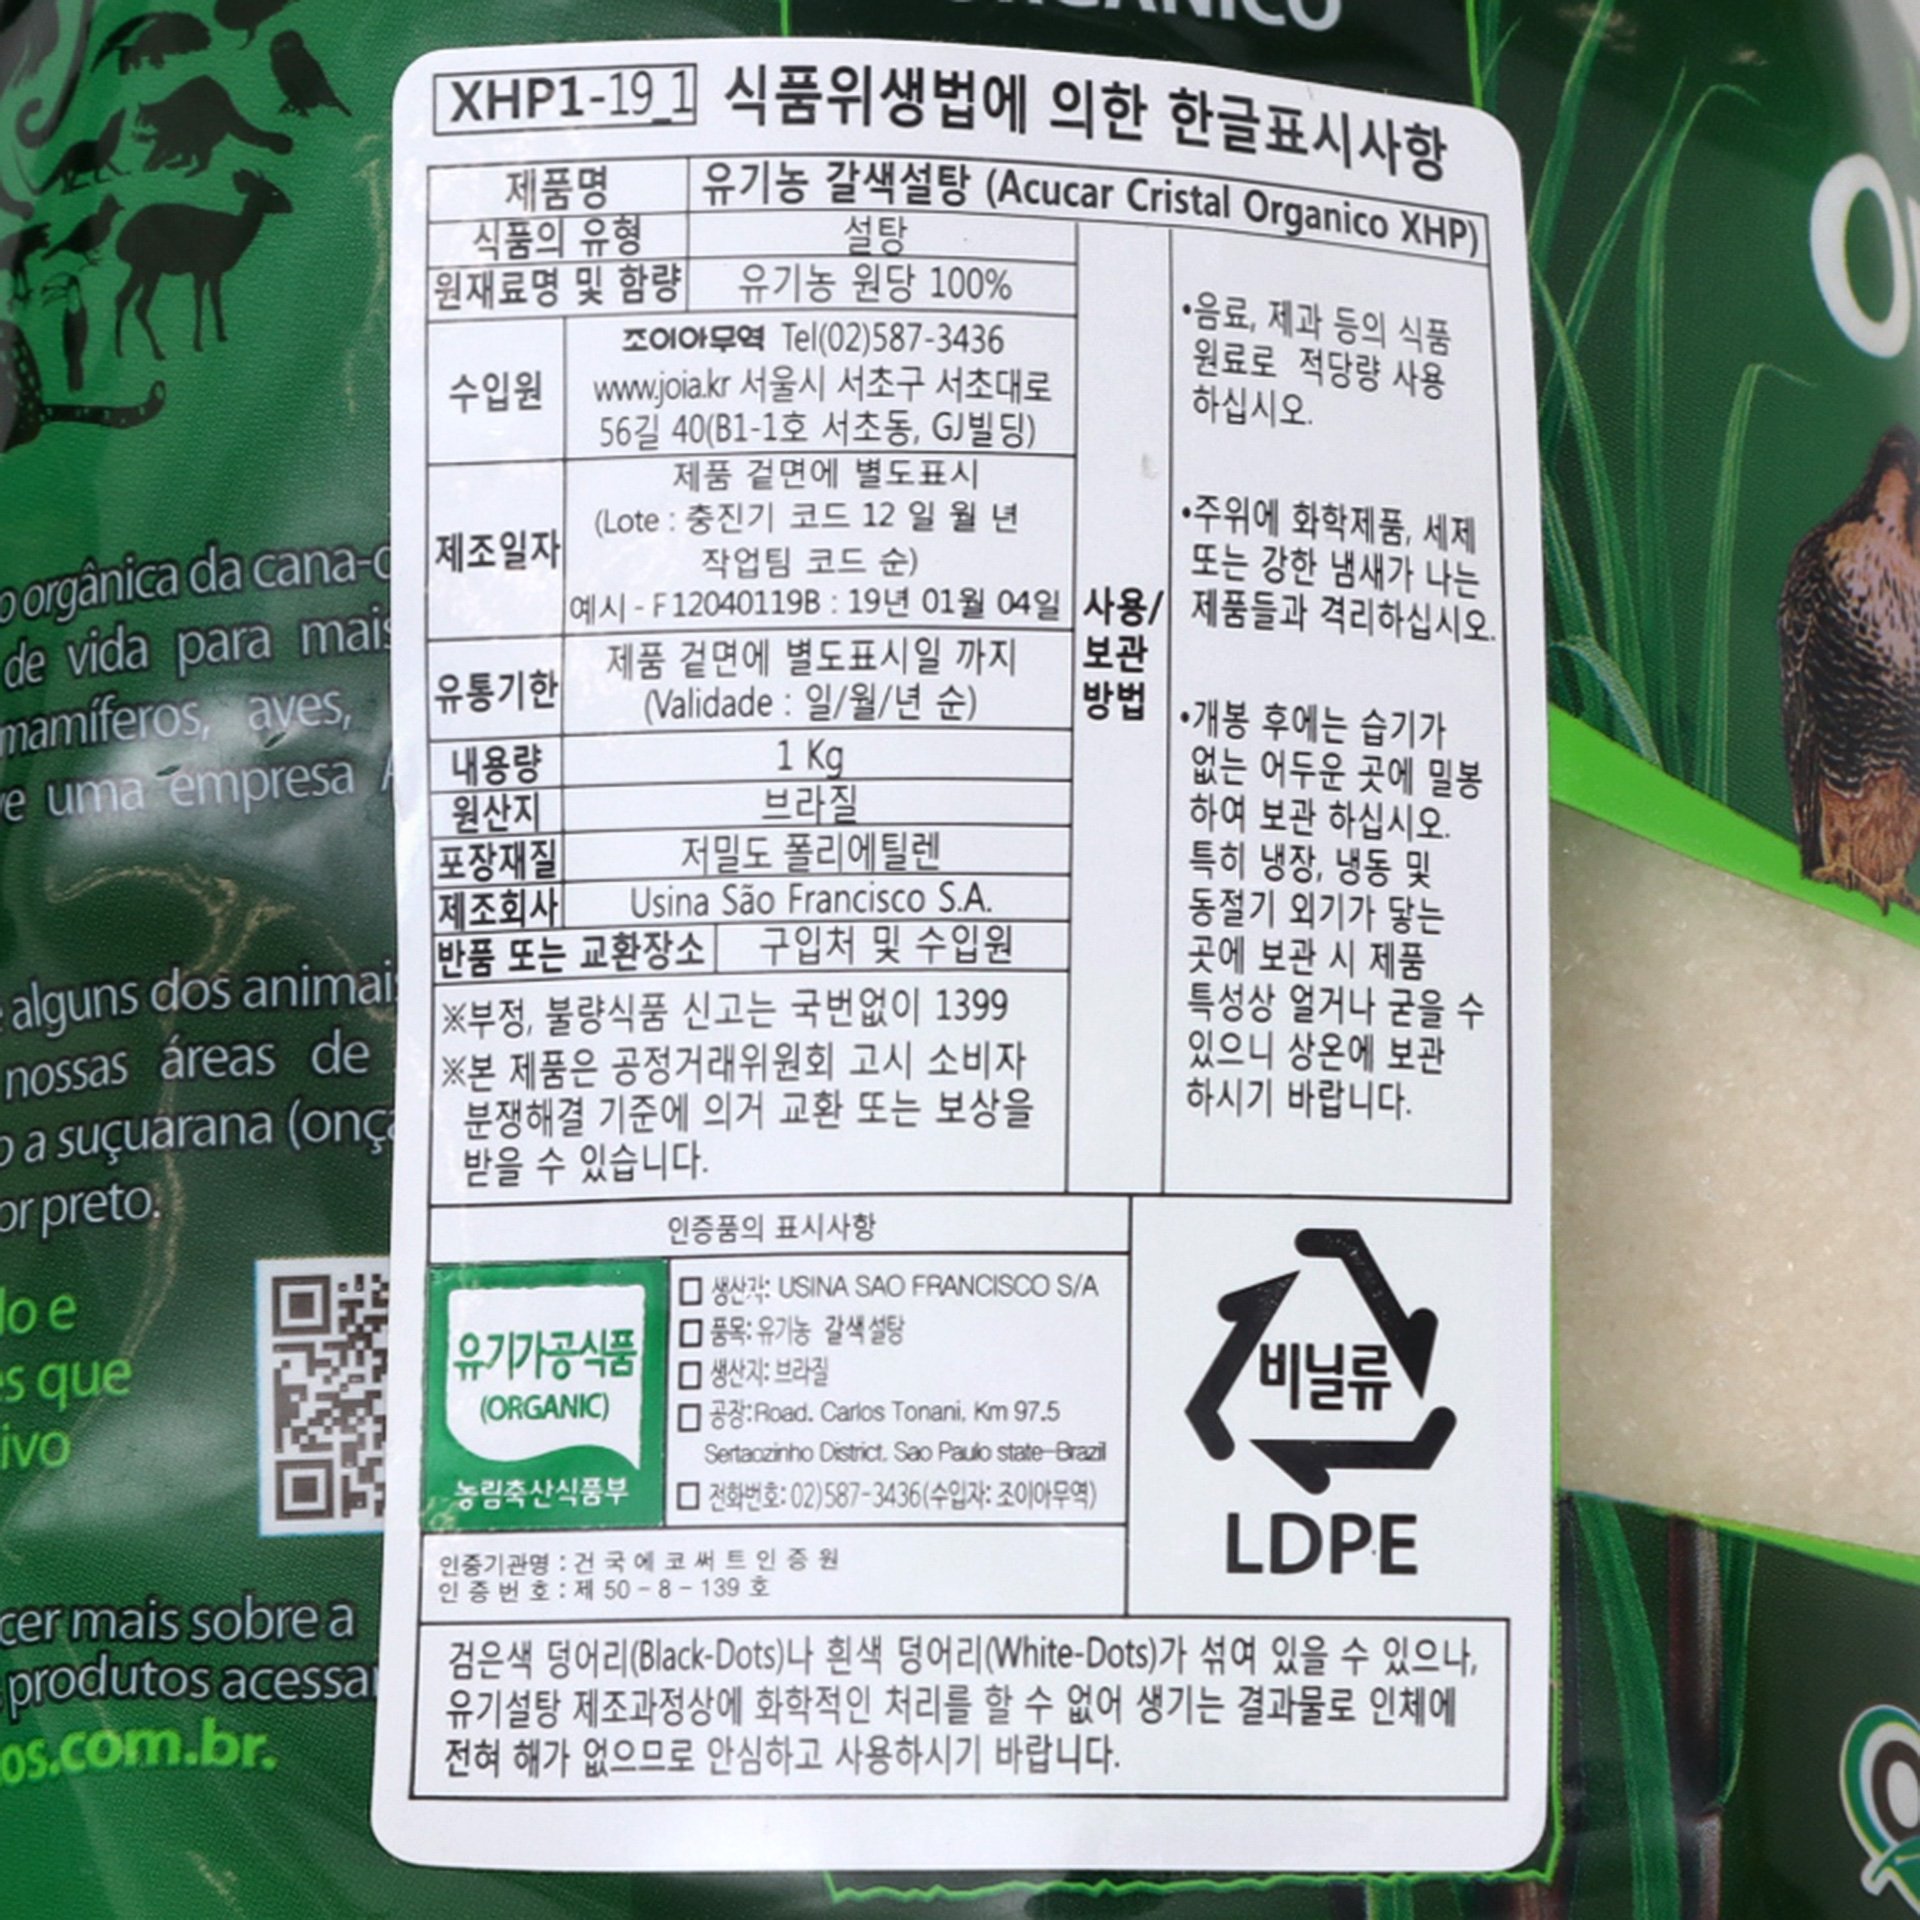 ORGÂNICO
XHP1-19_1 식품위생법에 의한 한글표시사항
제품명 유기농 갈색설탕 (Acucar Cristal Organico XHP)
식품의 유형 설탕
원재료명 및 함량 유기농 원당 100%
수입원
조이아무역 Tel(02)587-3436
www.joia.kr 서울시 서초구 서초대로
56길 40(B1-1호 서초동, GJ빌딩)
제조일자
제품 겉면에 별도표시
(Lote : 충진기 코드 12 일 월 년
작업팀 코드 순)
예시 - F12040119B : 19년 01월 04일
유통기한
제품 겉면에 별도표시일 까지
(Validade : 일/월/년 순)
내용량 1 Kg
원산지 브라질
포장재질 저밀도 폴리에틸렌
제조회사 Usina São Francisco S.A.
반품 또는 교환장소 구입처 및 수입원
※부정, 불량식품 신고는 국번없이 1399
※본 제품은 공정거래위원회 고시 소비자
분쟁해결 기준에 의거 교환 또는 보상을
받을 수 있습니다.
사용/
보관
방법
•음료, 제과 등의 식품
원료로 적당량 사용
하십시오.
•주위에 화학제품, 세제
또는 강한 냄새가 나는
제품들과 격리하십시오.
•개봉 후에는 습기가
없는 어두운 곳에 밀봉
하여 보관 하십시오.
특히 냉장, 냉동 및
동절기 외기가 닿는
곳에 보관 시 제품
특성상 얼거나 굳을 수
있으니 상온에 보관
하시기 바랍니다.
인증품의 표시사항
유기가공식품
(ORGANIC)
농림축산식품부
□ 생산자: USINA SAO FRANCISCO S/A
□ 품목: 유기농 갈색설탕
□ 생산지: 브라질
□ 공장:Road. Carlos Tonani, Km 97.5
Sertaozinho District, Sao Paulo state-Brazil
□ 전화번호: 02)587-3436(수입자: 조이아무역)
인증기관명 : 건국에코써트인증원
인증번호 : 제 50 - 8 - 139 호
비닐류
LDPE
검은색 덩어리(Black-Dots)나 흰색 덩어리(White-Dots)가 섞여 있을 수 있으나,
유기설탕 제조과정상에 화학적인 처리를 할 수 없어 생기는 결과물로 인체에
전혀 해가 없으므로 안심하고 사용하시기 바랍니다.
orgânica da cana-
de vida para mais
mamíferos, aves,
uma empresa
alguns dos animais
nossas áreas de
a suçuarana (onça
or preto.
do e
s que
ivo
cer mais sobre a
produtos acessa
os.com.br.